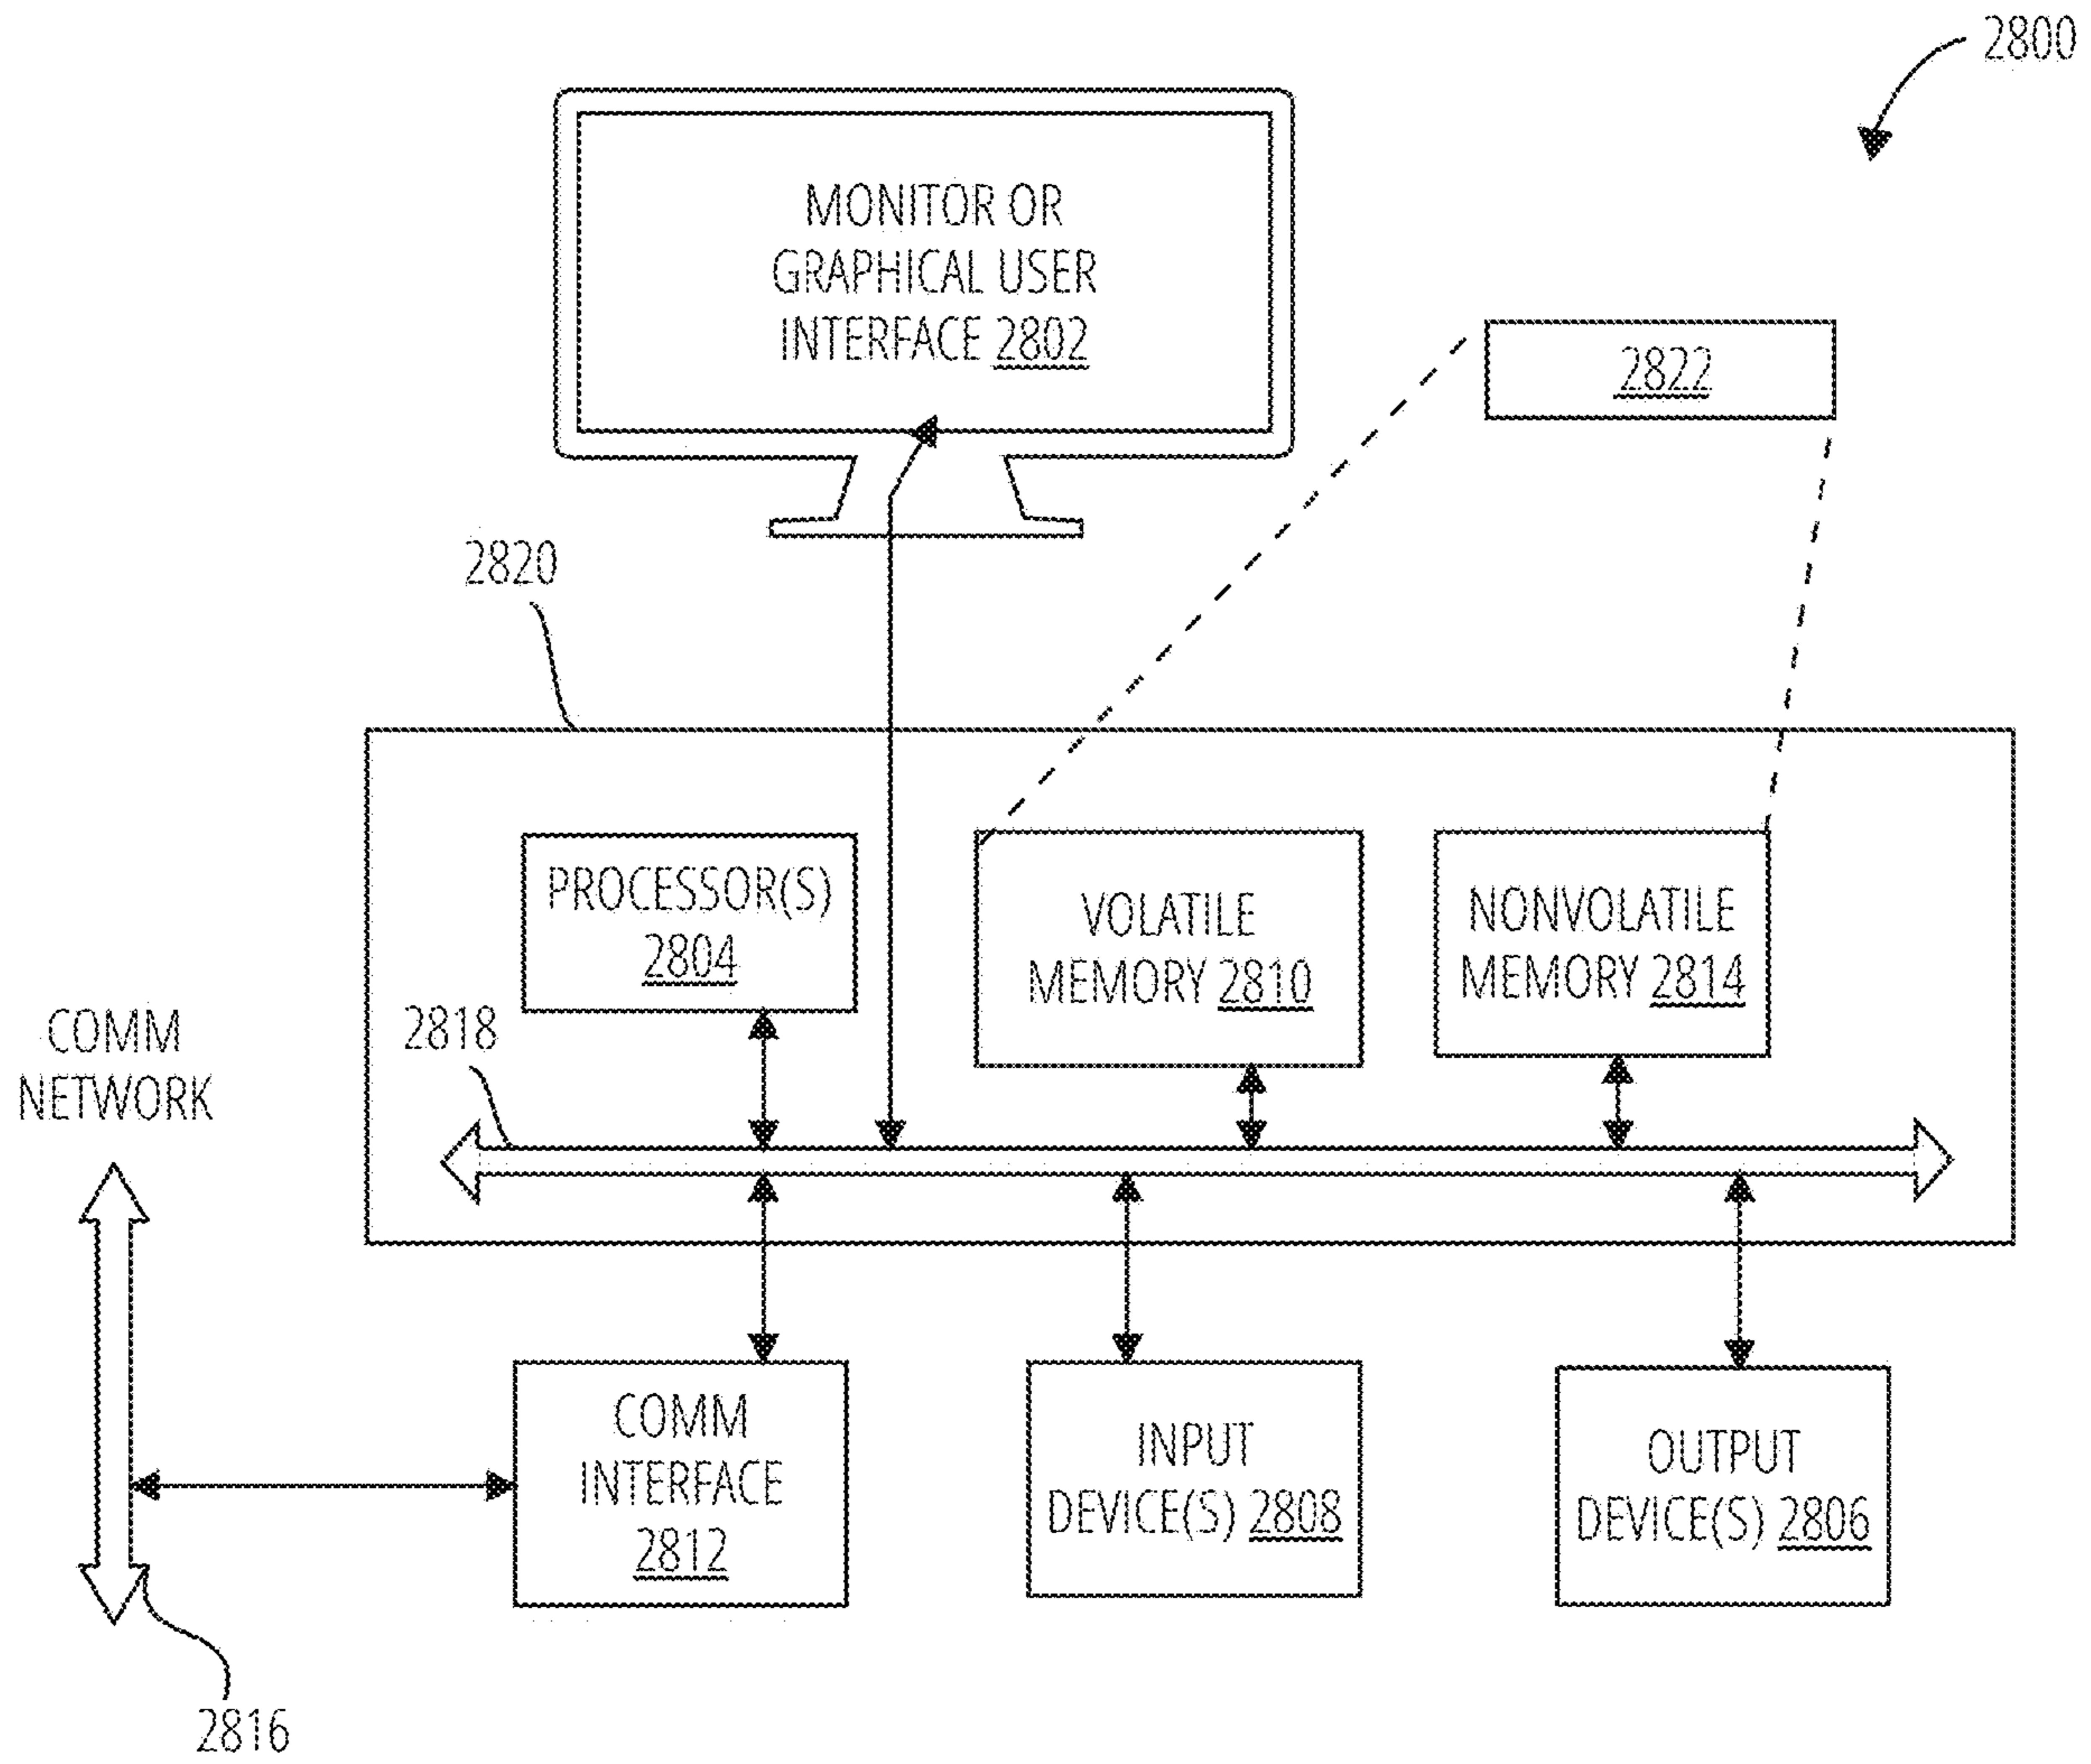 2800
MONITOR OR
GRAPHICAL USER
INTERFACE 2802
2822
2820
PROCESSOR(S)
2804
VOLATILE
MEMORY 2810
NONVOLATILE
MEMORY 2814
2818
COMM
NETWORK
COMM
INTERFACE
2812
INPUT
DEVICE(S) 2808
OUTPUT
DEVICE(S) 2806
2816